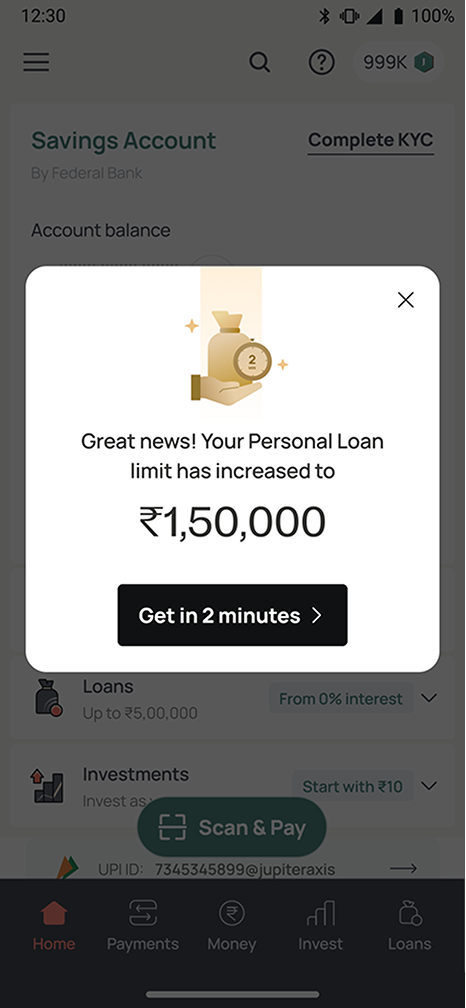 12:30
100%
999K
Savings Account
Complete KYC
By Federal Bank
Account balance
2
Great news! Your Personal Loan
limit has increased to
₹1,50,000
Get in 2 minutes
Loans
From 0% interest
Up to ₹5,00,000
Investments
Start with ₹10
Invest as
Scan & Pay
UPI ID: 7345345899@jupiteraxis
Home
Payments
Money
Invest
Loans